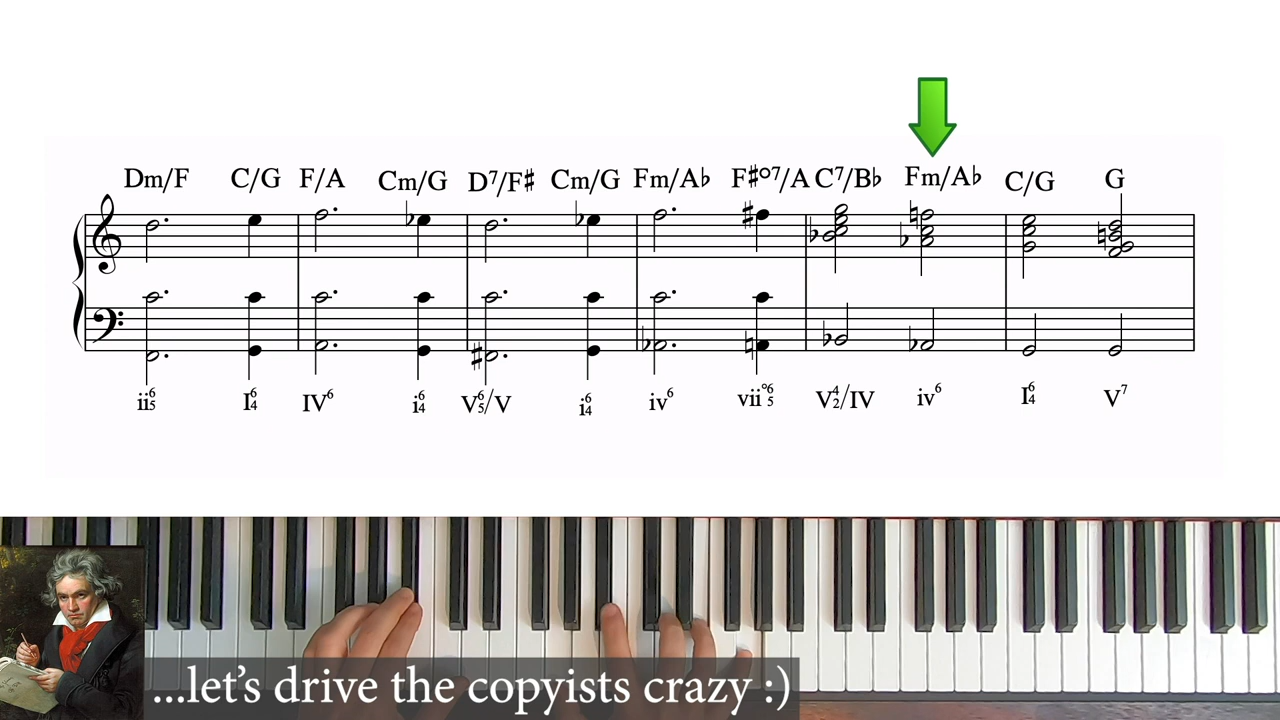 Dm/F C/G F/A Cm/G D⁷/F♯ Cm/G Fm/A♭ F♯°⁷/A C⁷/B♭ Fm/A♭ C/G G
ii⁶₅ I⁶₄ IV⁶ i⁶₄ V⁶₅/V i⁶₄ iv⁶ vii°⁶₅ V⁴₂/IV iv⁶ I⁶₄ V⁷
...let's drive the copyists crazy :)